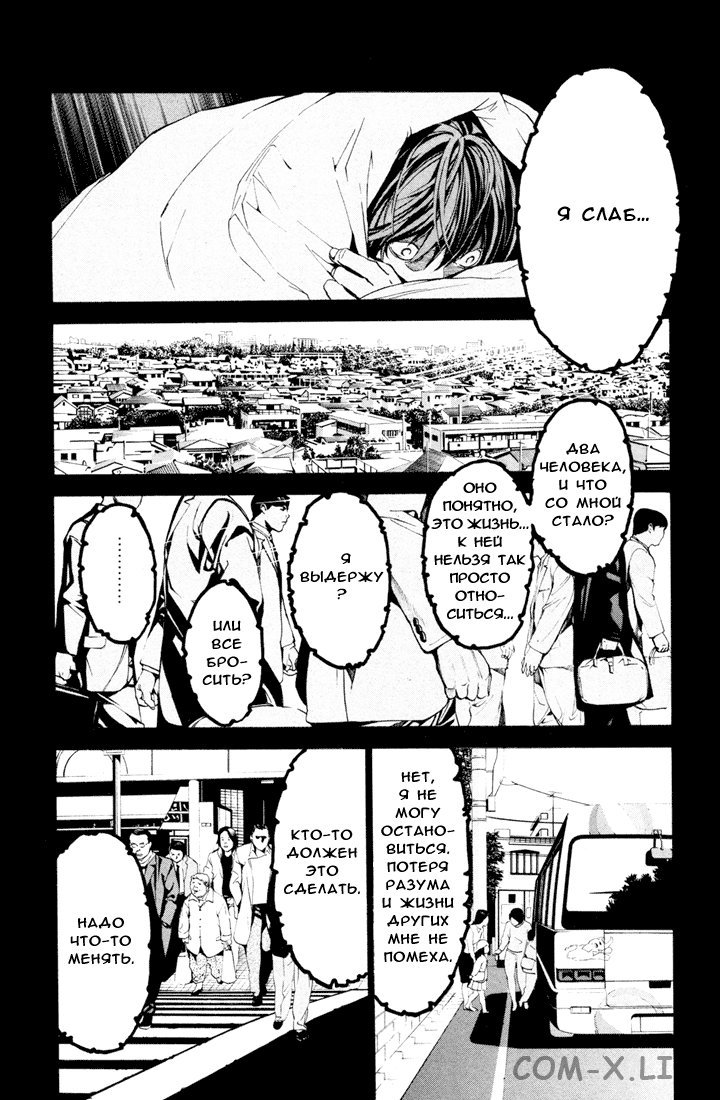 Я СЛАБ...
ДВА
ЧЕЛОВЕКА,
И ЧТО
СО МНОЙ
СТАЛО?
ОНО
ПОНЯТНО,
ЭТО ЖИЗНЬ...
К НЕЙ
НЕЛЬЗЯ ТАК
ПРОСТО
ОТНО-
СИТЬСЯ...
Я
ВЫДЕРЖУ
?
ИЛИ
ВСЕ
БРО-
СИТЬ?
........
НЕТ,
Я НЕ
МОГУ
ОСТАНО-
ВИТЬСЯ.
ПОТЕРЯ
РАЗУМА
И ЖИЗНИ
ДРУГИХ
МНЕ НЕ
ПОМЕХА.
КТО-ТО
ДОЛЖЕН
ЭТО
СДЕЛАТЬ.
НАДО
ЧТО-ТО
МЕНЯТЬ.
COM-X.LI